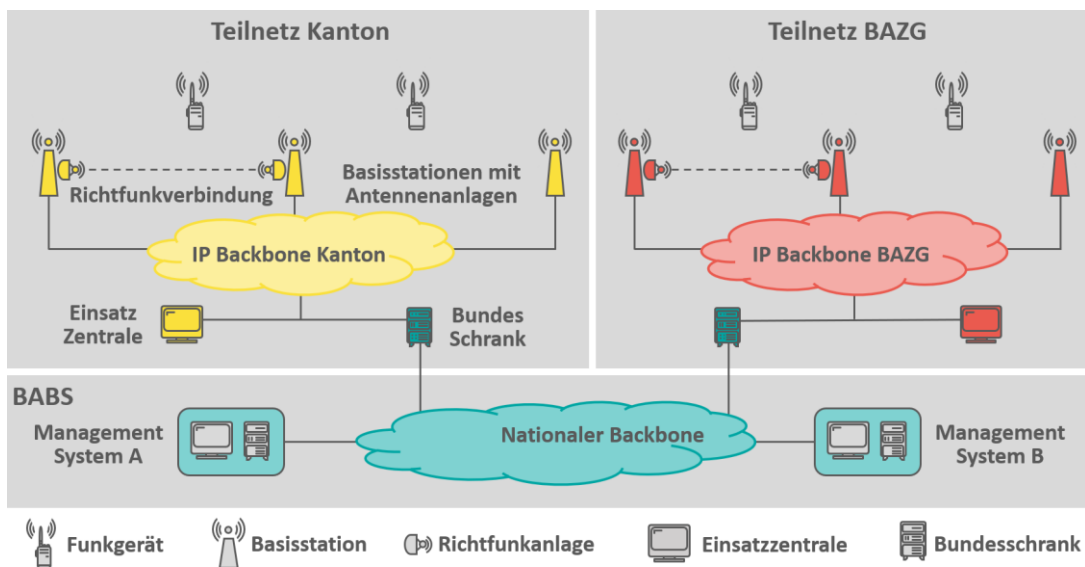 Teilnetz Kanton
Teilnetz BAZG
Richtfunkverbindung
Basisstationen mit
Antennenanlagen
IP Backbone Kanton
IP Backbone BAZG
Einsatz
Zentrale
Bundes
Schrank
BABS
Management
System A
Nationaler Backbone
Management
System B
Funkgerät
Basisstation
Richtfunkanlage
Einsatzzentrale
Bundesschrank